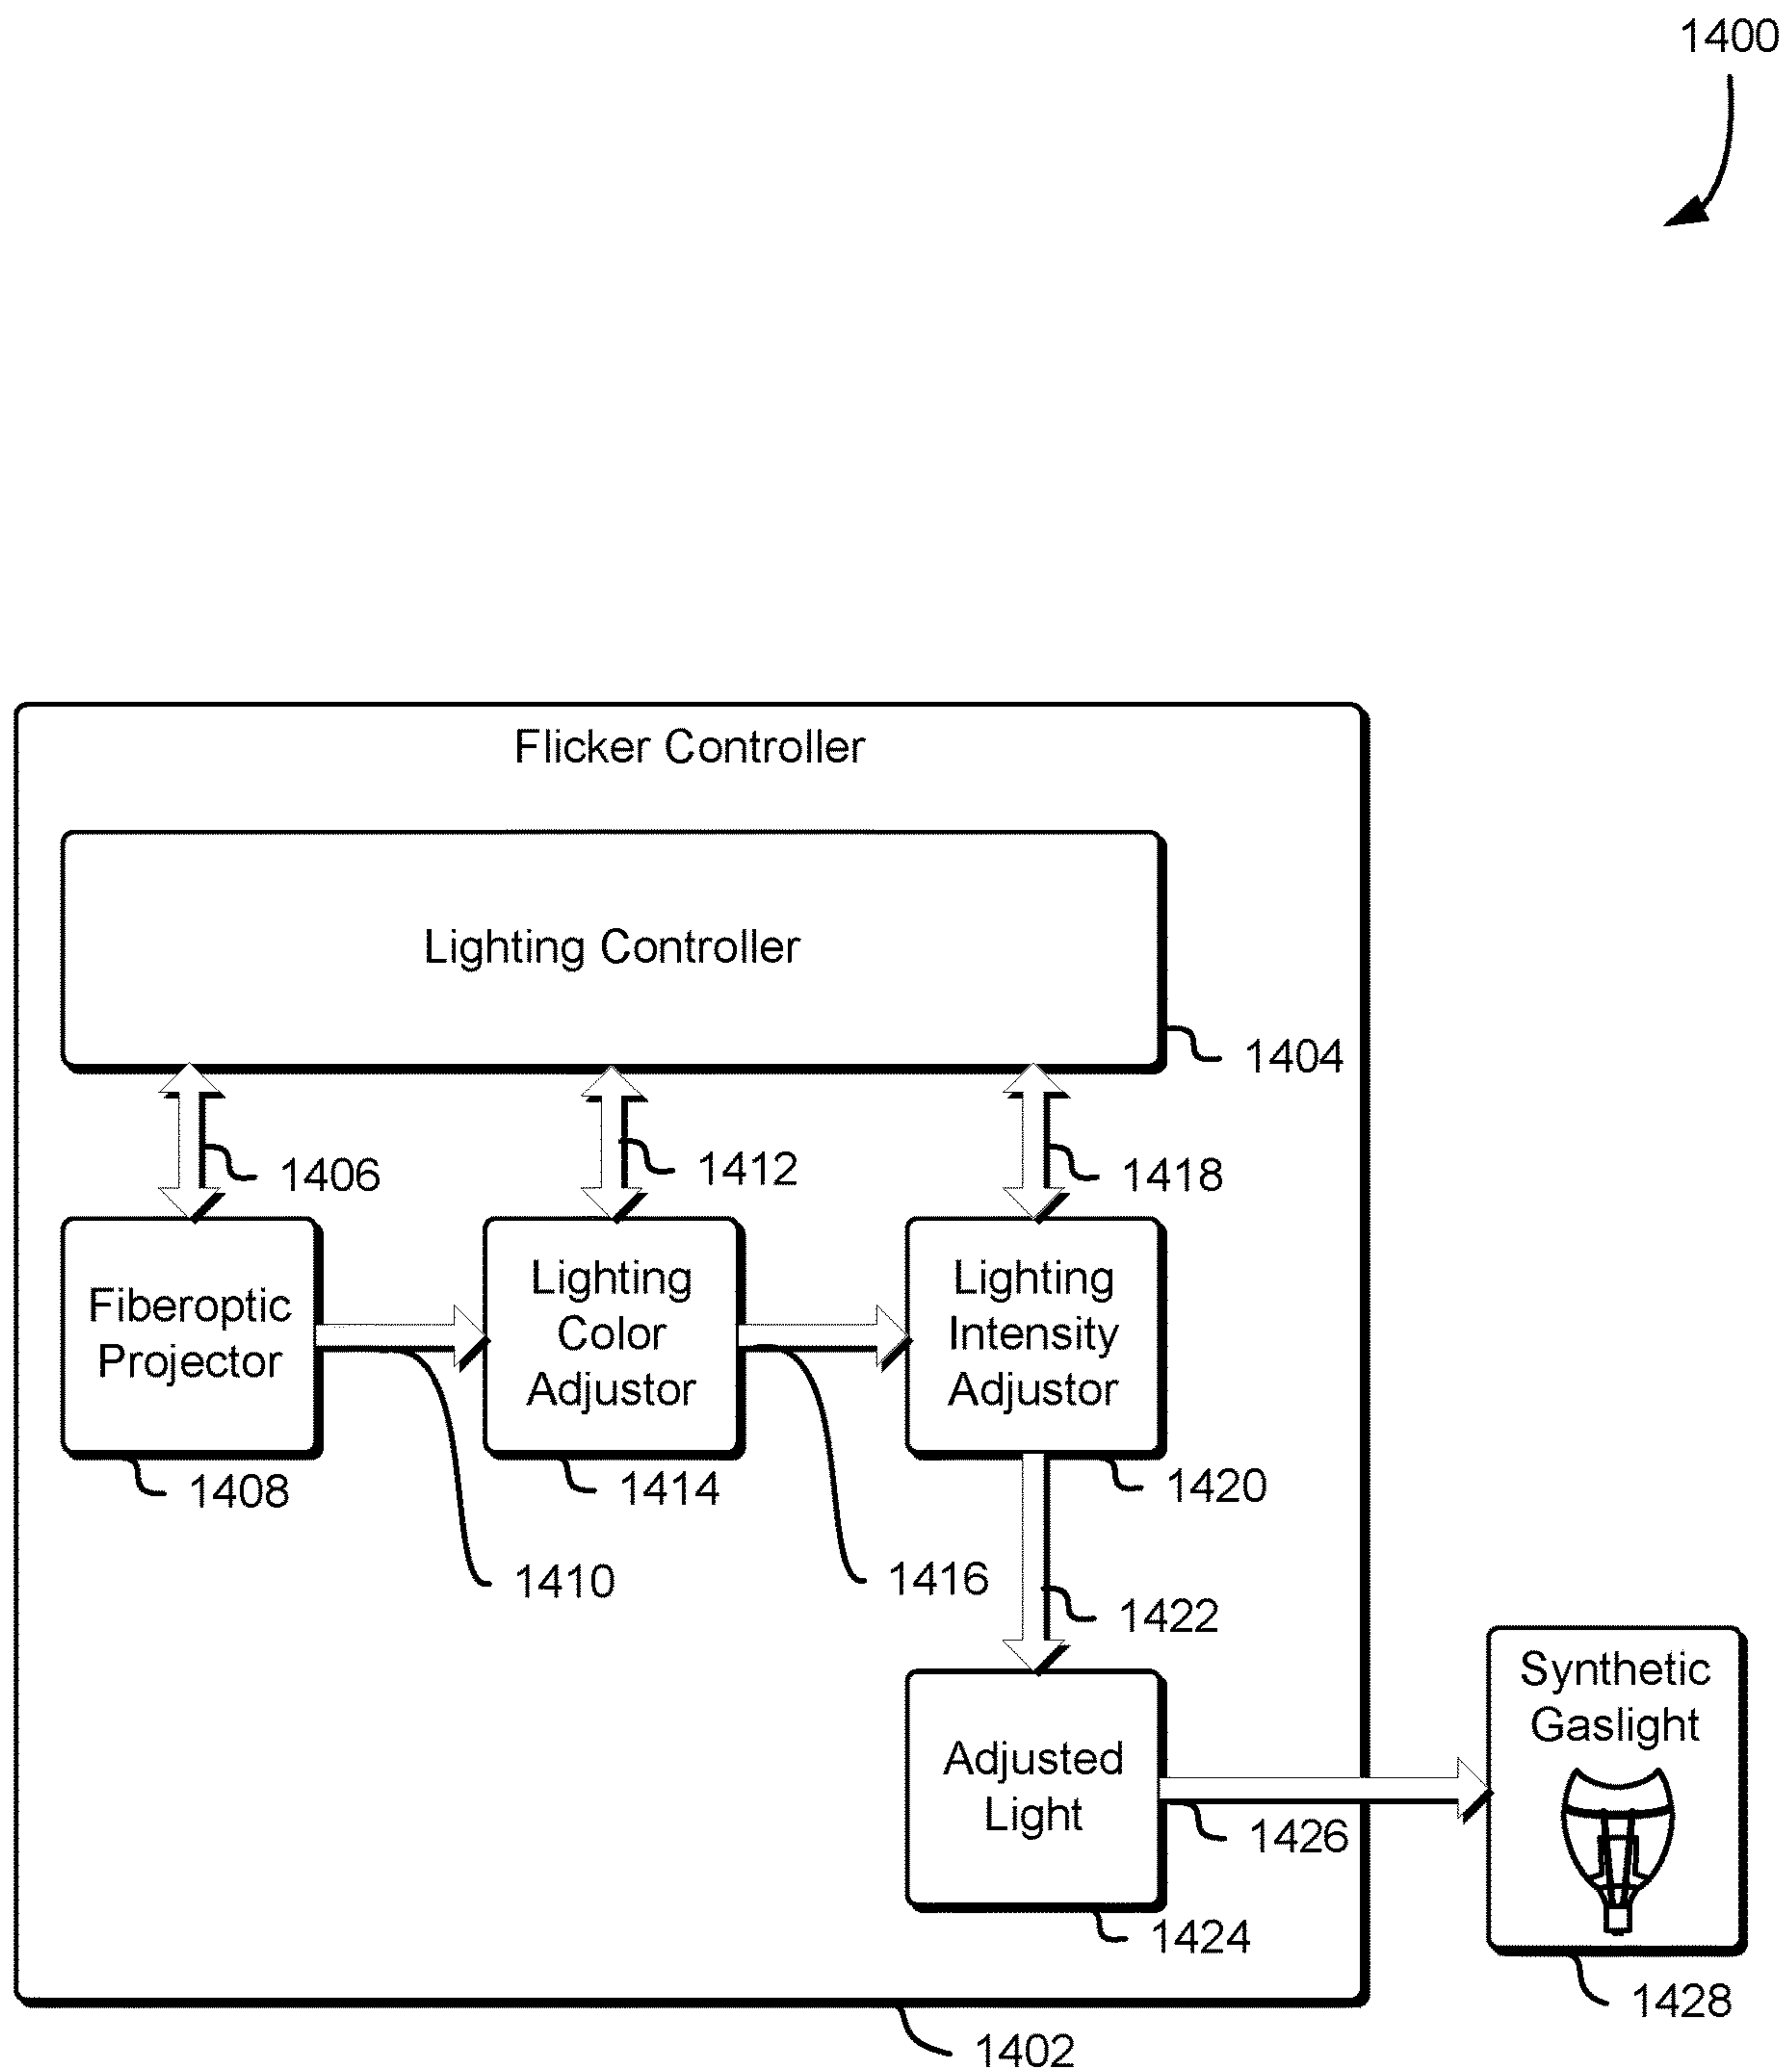 1400
Flicker Controller
Lighting Controller
1404
1406
1412
1418
Fiberoptic
Projector
Lighting
Color
Adjustor
Lighting
Intensity
Adjustor
1408
1414
1420
1410
1416
1422
Synthetic
Gaslight
Adjusted
Light
1426
1424
1428
1402